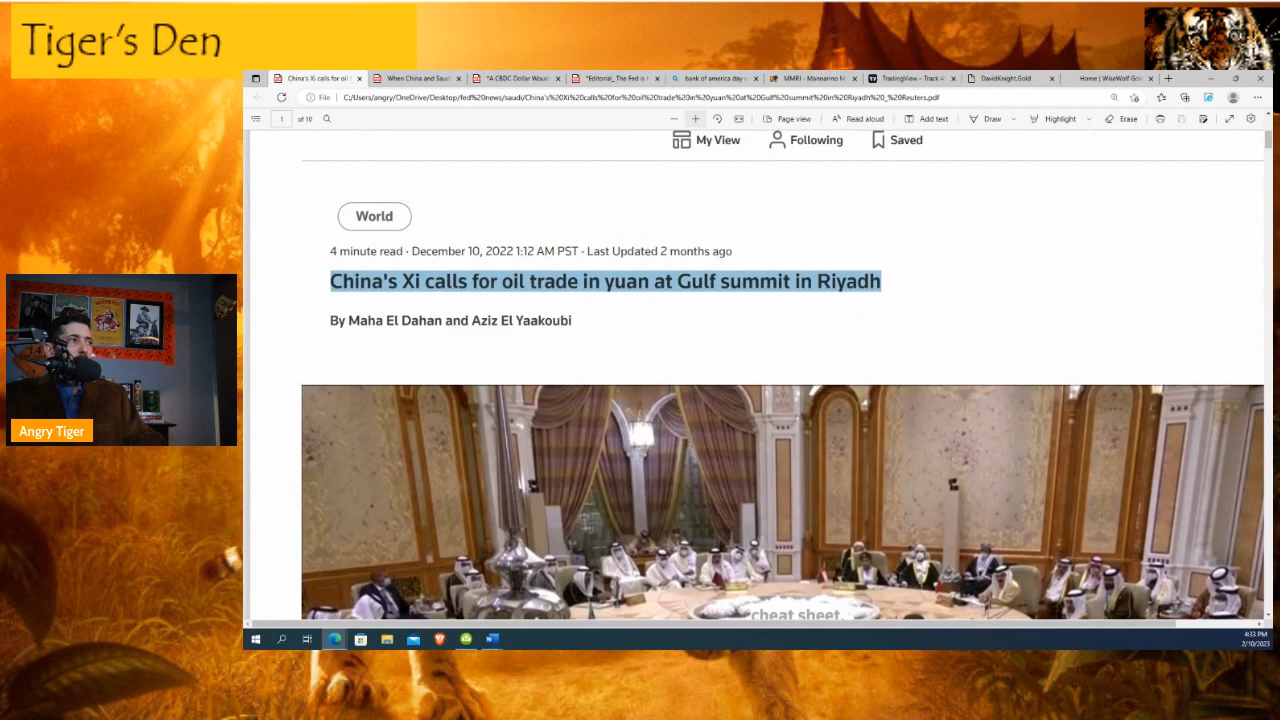 Tiger's Den
China's Xi calls for oil t
When China and Saud
"A CBDC Dollar Would
"Editorial_ The Fed is H
bank of america day o
MMRI - Mannarino M
TradingView – Track A
DavidKnight.Gold
Home | WiseWolf Gol
File
C:/Users/angry/OneDrive/Desktop/fed%20news/saudi/China's%20Xi%20calls%20for%20oil%20trade%20in%20yuan%20at%20Gulf%20summit%20in%20Riyadh%20_%20Reuters.pdf
1 of 10
Page view
Read aloud
Add text
Draw
Highlight
Erase
My View
Following
Saved
World
4 minute read · December 10, 2022 1:12 AM PST · Last Updated 2 months ago
China's Xi calls for oil trade in yuan at Gulf summit in Riyadh
By Maha El Dahan and Aziz El Yaakoubi
Angry Tiger
cheat sheet.
4:33 PM
2/10/2023